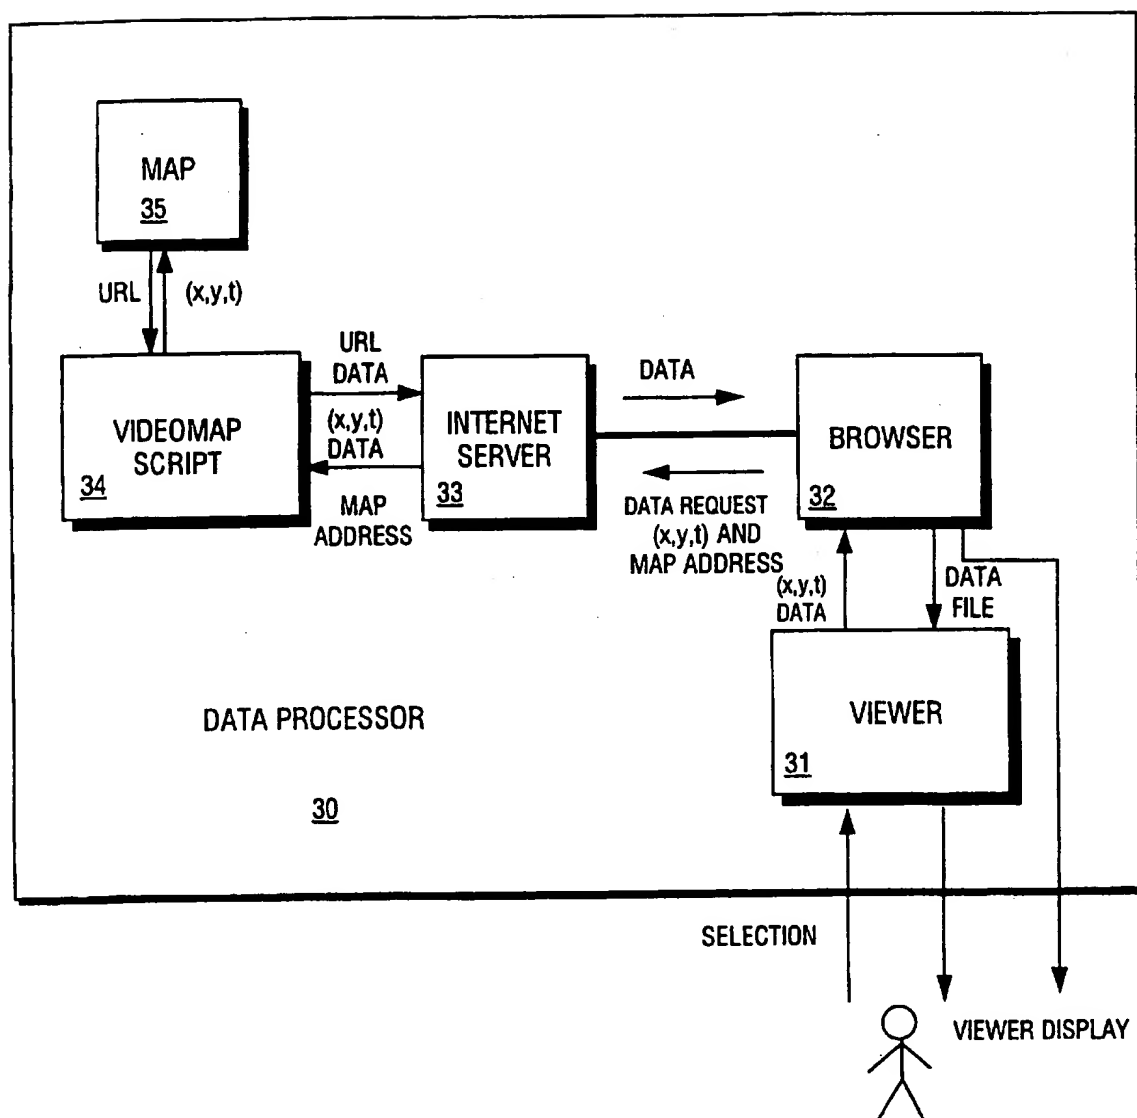 MAP
35
URL
(x,y,t)
URL
DATA
(x,y,t)
DATA
MAP
ADDRESS
VIDEOMAP
SCRIPT
34
INTERNET
SERVER
33
DATA
DATA REQUEST
(x,y,t) AND
MAP ADDRESS
BROWSER
32
(x,y,t)
DATA
DATA
FILE
VIEWER
31
DATA PROCESSOR
30
SELECTION
VIEWER DISPLAY